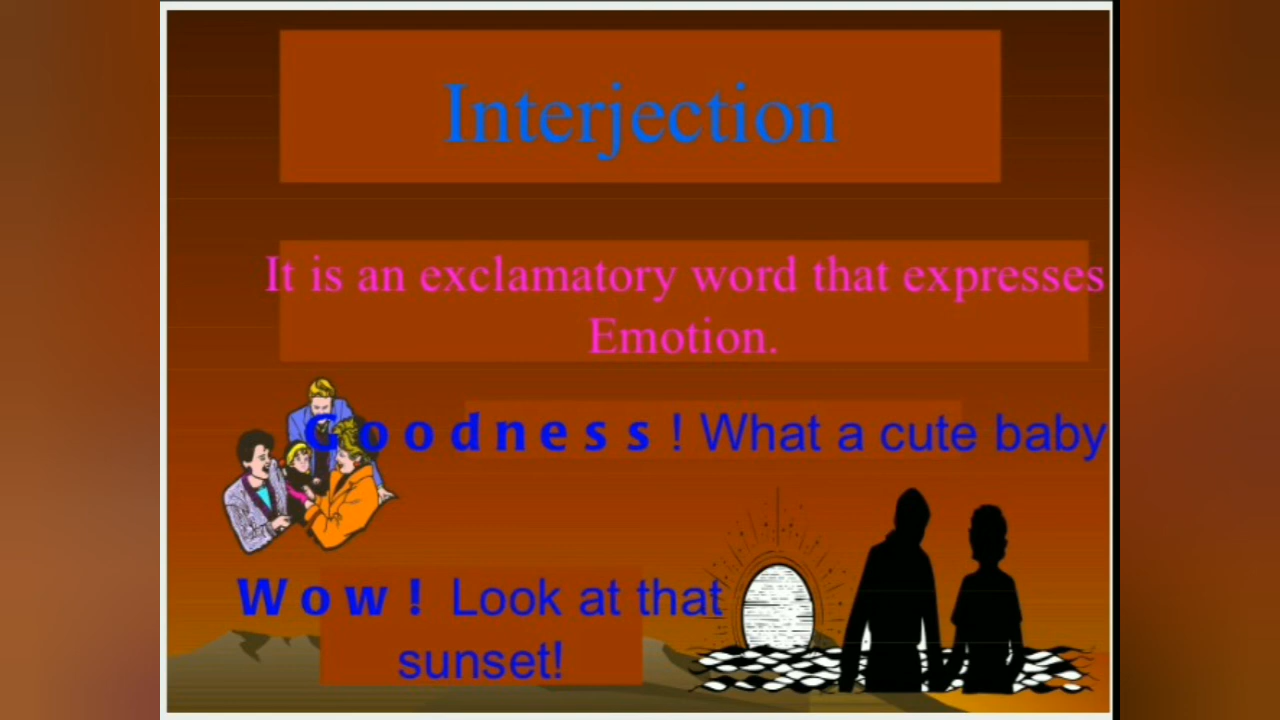 Interjection
It is an exclamatory word that expresses
Emotion.
Goodness! What a cute baby
Wow! Look at that
sunset!